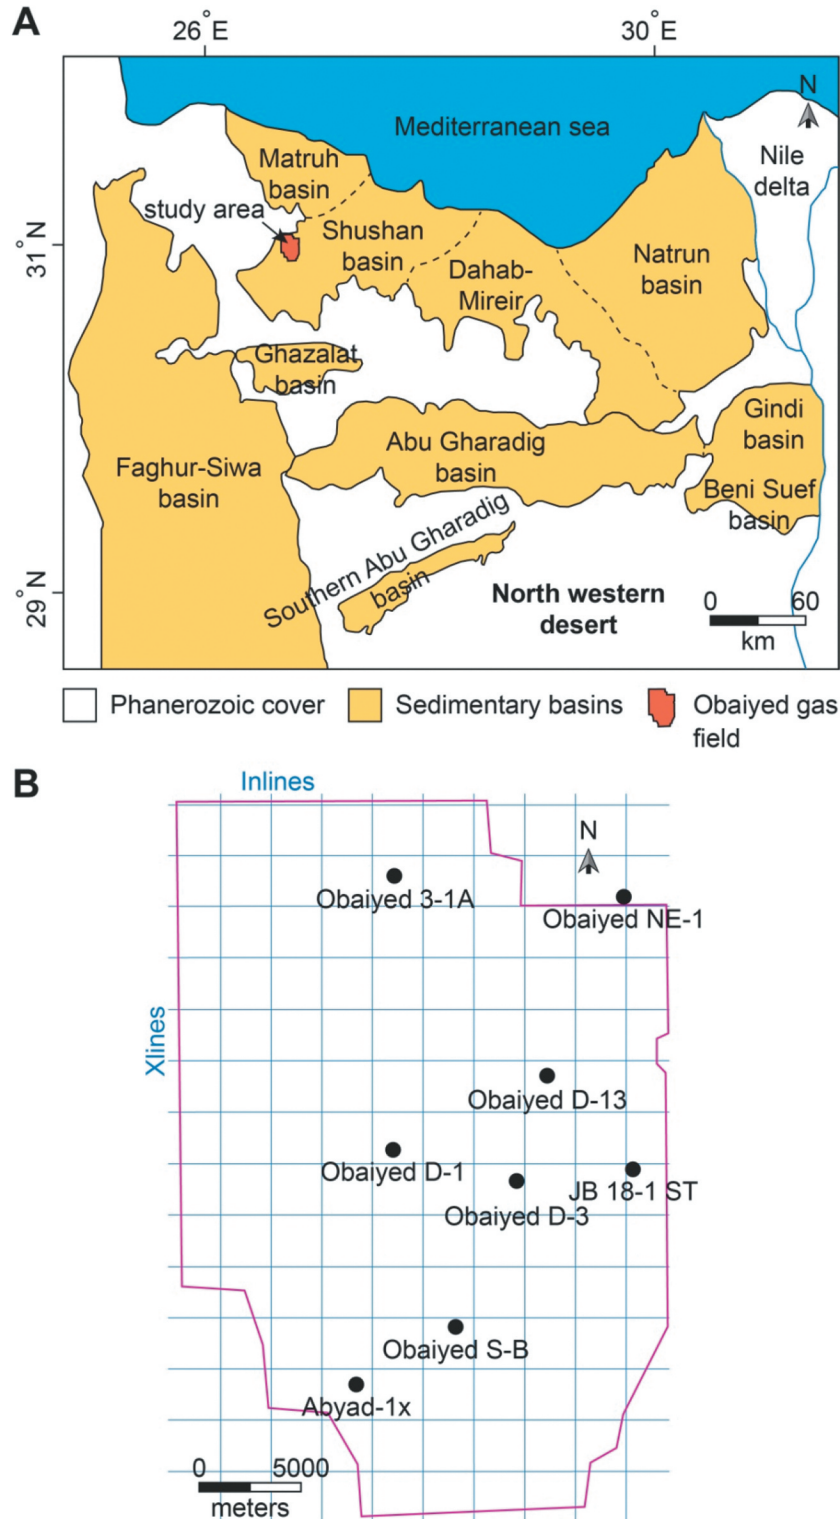 A
26°E
30°E
N
Mediterranean sea
Nile
delta
Matruh
basin
study area
31°N
Shushan
basin
Natrun
basin
Dahab-
Mireir
Ghazalat
basin
Gindi
basin
Abu Gharadig
basin
Faghur-Siwa
basin
Beni Suef
basin
Southern Abu Gharadig
basin
29°N
North western
desert
0 60
km
Phanerozoic cover
Sedimentary basins
Obaiyed gas
field
B
Inlines
N
Obaiyed 3-1A
Obaiyed NE-1
Xlines
Obaiyed D-13
Obaiyed D-1
JB 18-1 ST
Obaiyed D-3
Obaiyed S-B
Abyad-1x
0 5000
meters